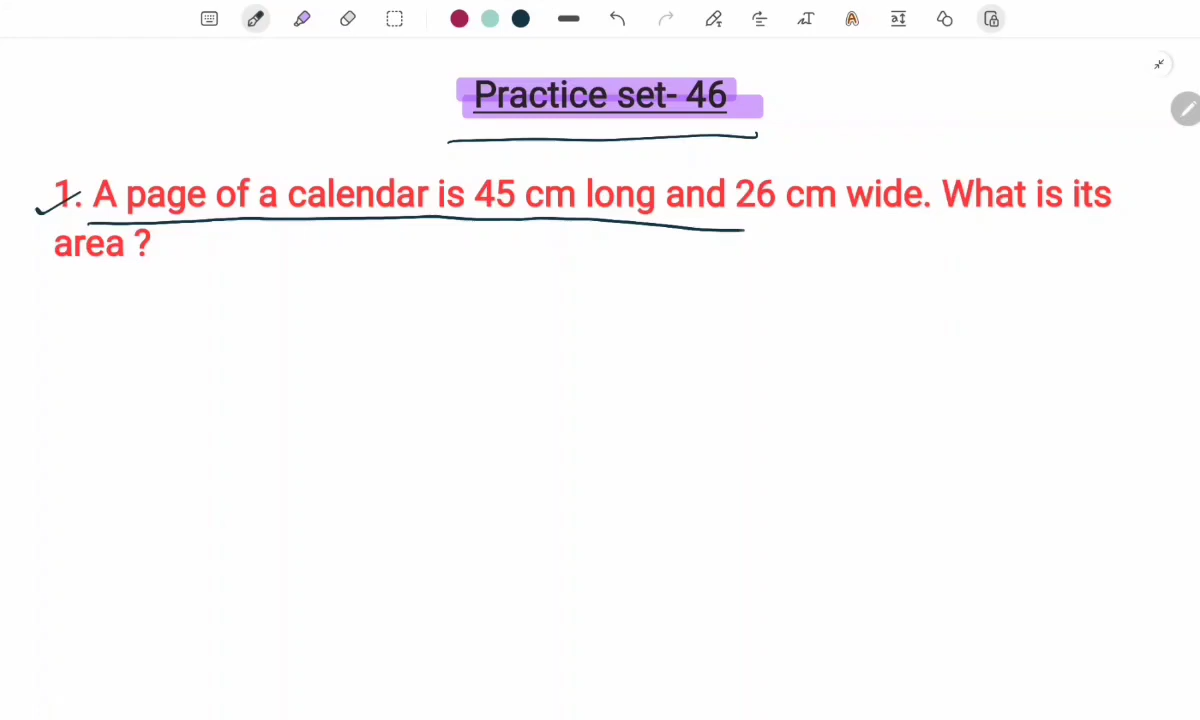 Practice set- 46
1. A page of a calendar is 45 cm long and 26 cm wide. What is its
area ?